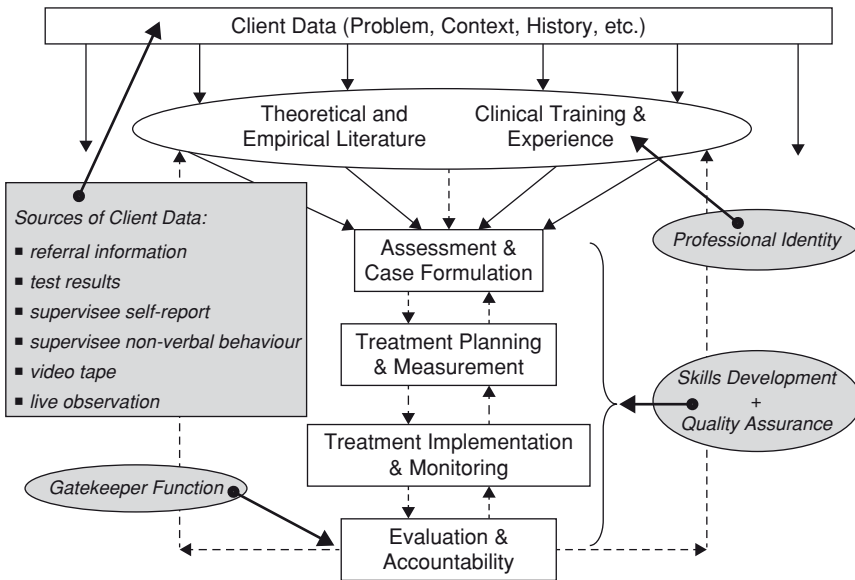 Client Data (Problem, Context, History, etc.)
Theoretical and
Empirical Literature
Clinical Training &
Experience
Sources of Client Data:
▪ referral information
▪ test results
▪ supervisee self-report
▪ supervisee non-verbal behaviour
▪ video tape
▪ live observation
Assessment &
Case Formulation
Professional Identity
Treatment Planning
& Measurement
Skills Development
+
Quality Assurance
Treatment Implementation
& Monitoring
Gatekeeper Function
Evaluation &
Accountability